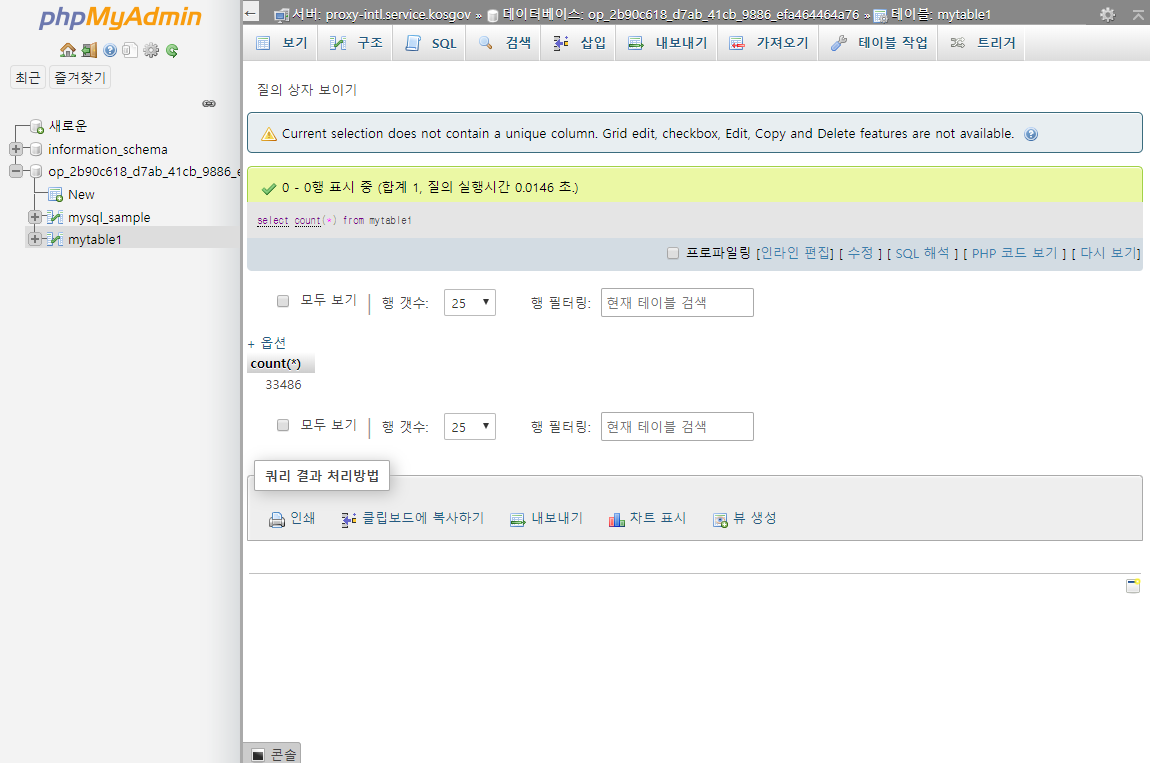 phpMyAdmin
최근 즐겨찾기
새로운
information_schema
op_2b90c618_d7ab_41cb_9886_e
New
mysql_sample
mytable1
서버: proxy-intl.service.kosgov » 데이터베이스: op_2b90c618_d7ab_41cb_9886_efa464464a76 » 테이블: mytable1
보기 구조 SQL 검색 삽입 내보내기 가져오기 테이블 작업 트리거
질의 상자 보이기
Current selection does not contain a unique column. Grid edit, checkbox, Edit, Copy and Delete features are not available.
0 - 0행 표시 중 (합계 1, 질의 실행시간 0.0146 초.)
select count(*) from mytable1
프로파일링 [인라인 편집] [ 수정 ] [ SQL 해석 ] [ PHP 코드 보기 ] [ 다시 보기]
모두 보기 | 행 갯수: 25 행 필터링: 현재 테이블 검색
+ 옵션
count(*)
33486
모두 보기 | 행 갯수: 25 행 필터링: 현재 테이블 검색
쿼리 결과 처리방법
인쇄 클립보드에 복사하기 내보내기 차트 표시 뷰 생성
콘솔